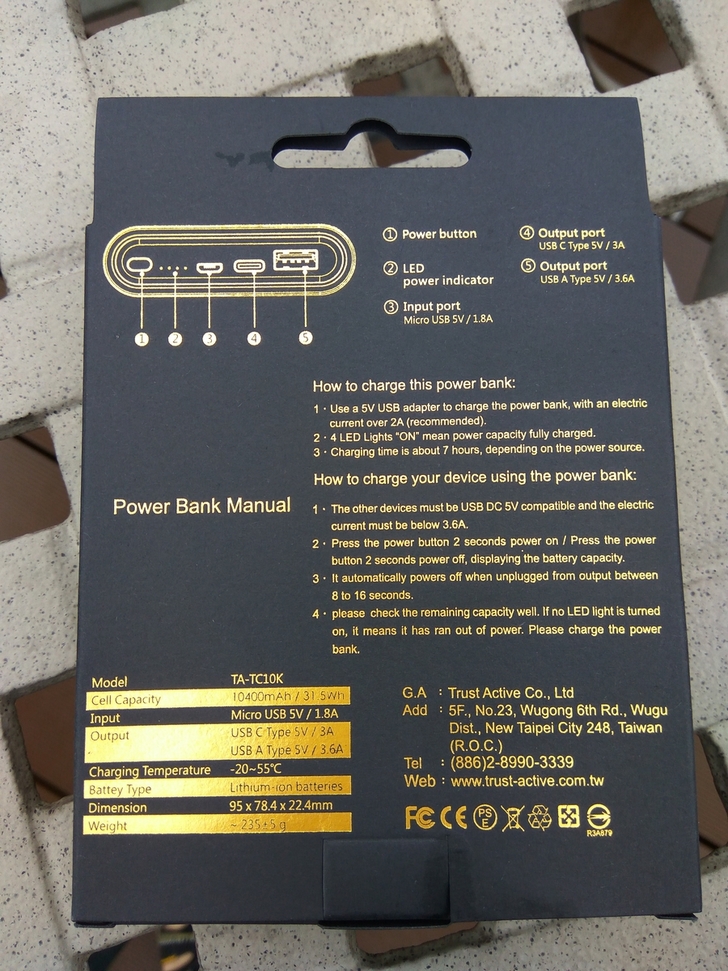 ① Power button
② LED
power indicator
③ Input port
Micro USB 5V / 1.8A
④ Output port
USB C Type 5V / 3A
⑤ Output port
USB A Type 5V / 3.6A
① ② ③ ④ ⑤
How to charge this power bank:
1 · Use a 5V USB adapter to charge the power bank, with an electric
current over 2A (recommended).
2 · 4 LED Lights "ON" mean power capacity fully charged.
3 · Charging time is about 7 hours, depending on the power source.
How to charge your device using the power bank:
Power Bank Manual
1 · The other devices must be USB DC 5V compatible and the electric
current must be below 3.6A.
2 · Press the power button 2 seconds power on / Press the power
button 2 seconds power off, displaying the battery capacity.
3 · It automatically powers off when unplugged from output between
8 to 16 seconds.
4 · please check the remaining capacity well. If no LED light is turned
on, it means it has ran out of power. Please charge the power
bank.
Model TA-TC10K
Cell Capacity 10400mAh / 31.5Wh
Input Micro USB 5V / 1.8A
Output USB C Type 5V / 3A
USB A Type 5V / 3.6A
Charging Temperature -20~55°C
Battey Type Lithium-ion batteries
Dimension 95 x 78.4 x 22.4mm
Weight ~ 235±5 g
G.A : Trust Active Co., Ltd
Add : 5F., No.23, Wugong 6th Rd., Wugu
Dist., New Taipei City 248, Taiwan
(R.O.C.)
Tel : (886)2-8990-3339
Web : www.trust-active.com.tw
FC CE PS E
R3A879